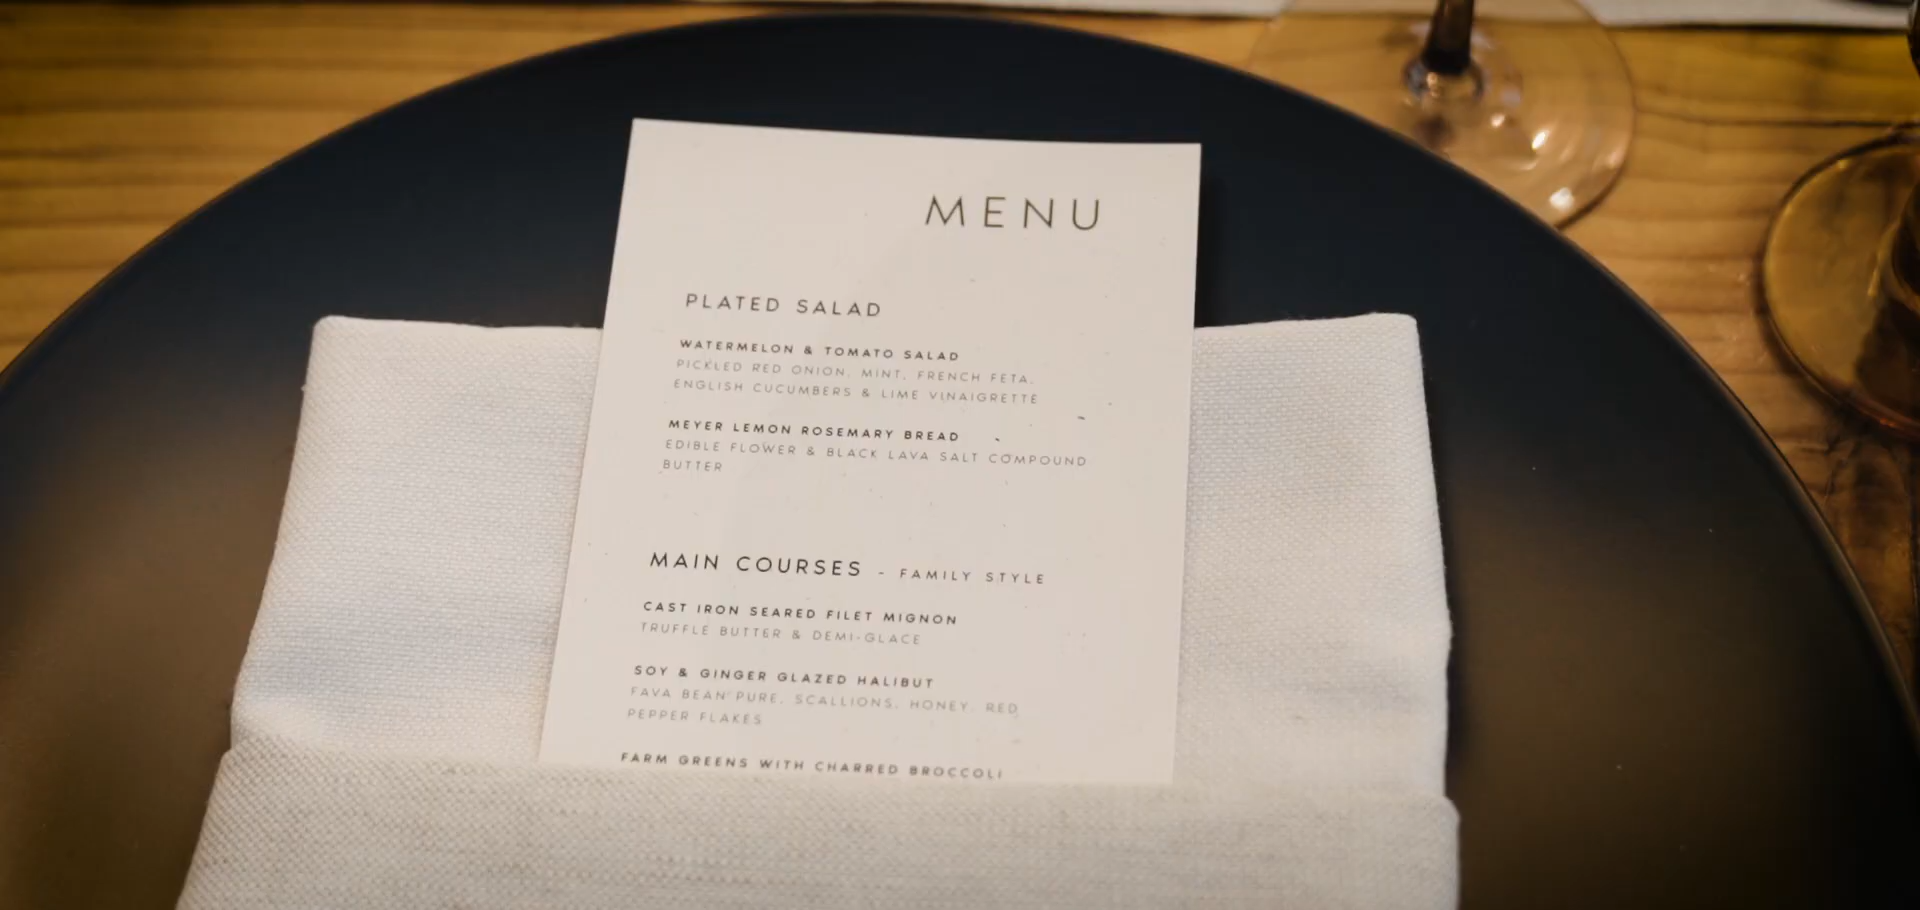 MENU
PLATED SALAD
WATERMELON & TOMATO SALAD
PICKLED RED ONION, MINT, FRENCH FETA,
ENGLISH CUCUMBERS & LIME VINAIGRETTE
MEYER LEMON ROSEMARY BREAD
EDIBLE FLOWER & BLACK LAVA SALT COMPOUND
BUTTER
MAIN COURSES - FAMILY STYLE
CAST IRON SEARED FILET MIGNON
TRUFFLE BUTTER & DEMI-GLACE
SOY & GINGER GLAZED HALIBUT
FAVA BEAN PURE, SCALLIONS, HONEY, RED
PEPPER FLAKES
FARM GREENS WITH CHARRED BROCCOLI